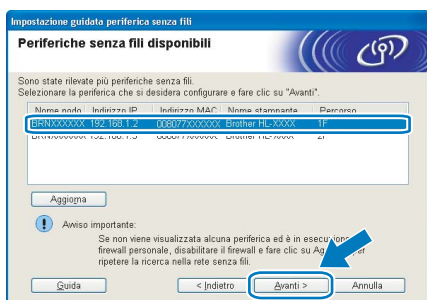 Impostazione guidata periferica senza fili
Periferiche senza fili disponibili
Sono state rilevate più periferiche senza fili.
Selezionare la periferica che si desidera configurare e fare clic su "Avanti".
Nome nodo Indirizzo IP Indirizzo MAC Nome stampante Percorso
BRNXXXXXX 192.168.1.2 008077XXXXXX Brother HL-XXXX 1F
BRNXXXXXX 192.168.1.3 008077XXXXXX Brother HL-XXXX 2F
Aggiorna
Avviso importante:
Se non viene visualizzata alcuna periferica ed è in esecuzione
firewall personale, disabilitare il firewall e fare clic su per
ripetere la ricerca nella rete senza fili.
Guida < Indietro Avanti > Annulla